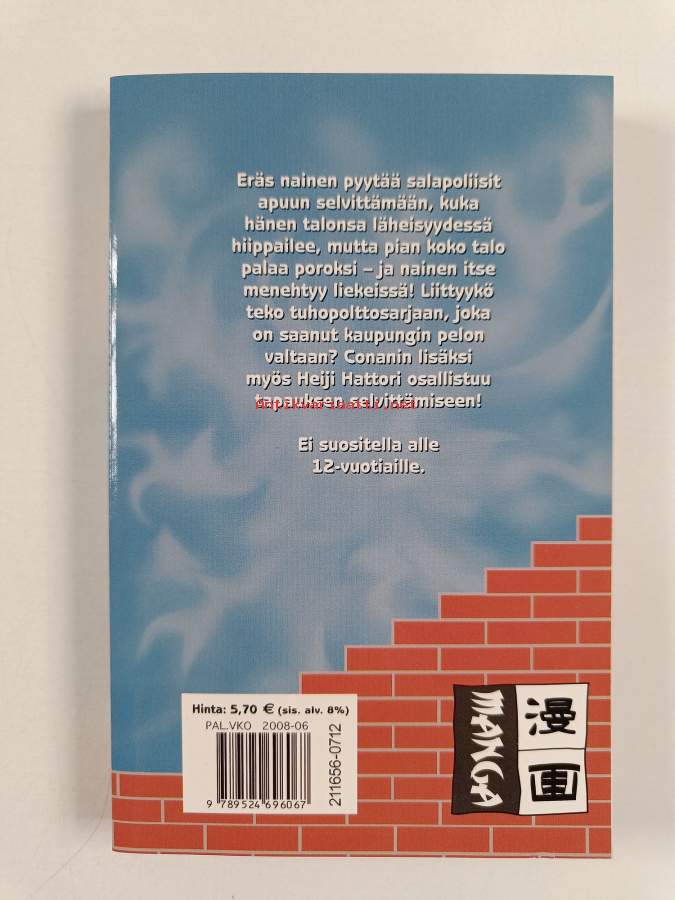 Eräs nainen pyytää salapoliisit
apuun selvittämään, kuka
hänen talonsa läheisyydessä
hiippailee, mutta pian koko talo
palaa poroksi – ja nainen itse
menehtyy liekeissä! Liittyykö
teko tuhopolttosarjaan, joka
on saanut kaupungin pelon
valtaan? Conanin lisäksi
myös Heiji Hattori osallistuu
tapauksen selvittämiseen!
Antikvariaatti.net
Ei suositella alle
12-vuotiaille.
Hinta: 5,70 € (sis. alv. 8%)
PAL.VKO 2008-06
211656-0712
9 789524 696067
MANGA
漫画